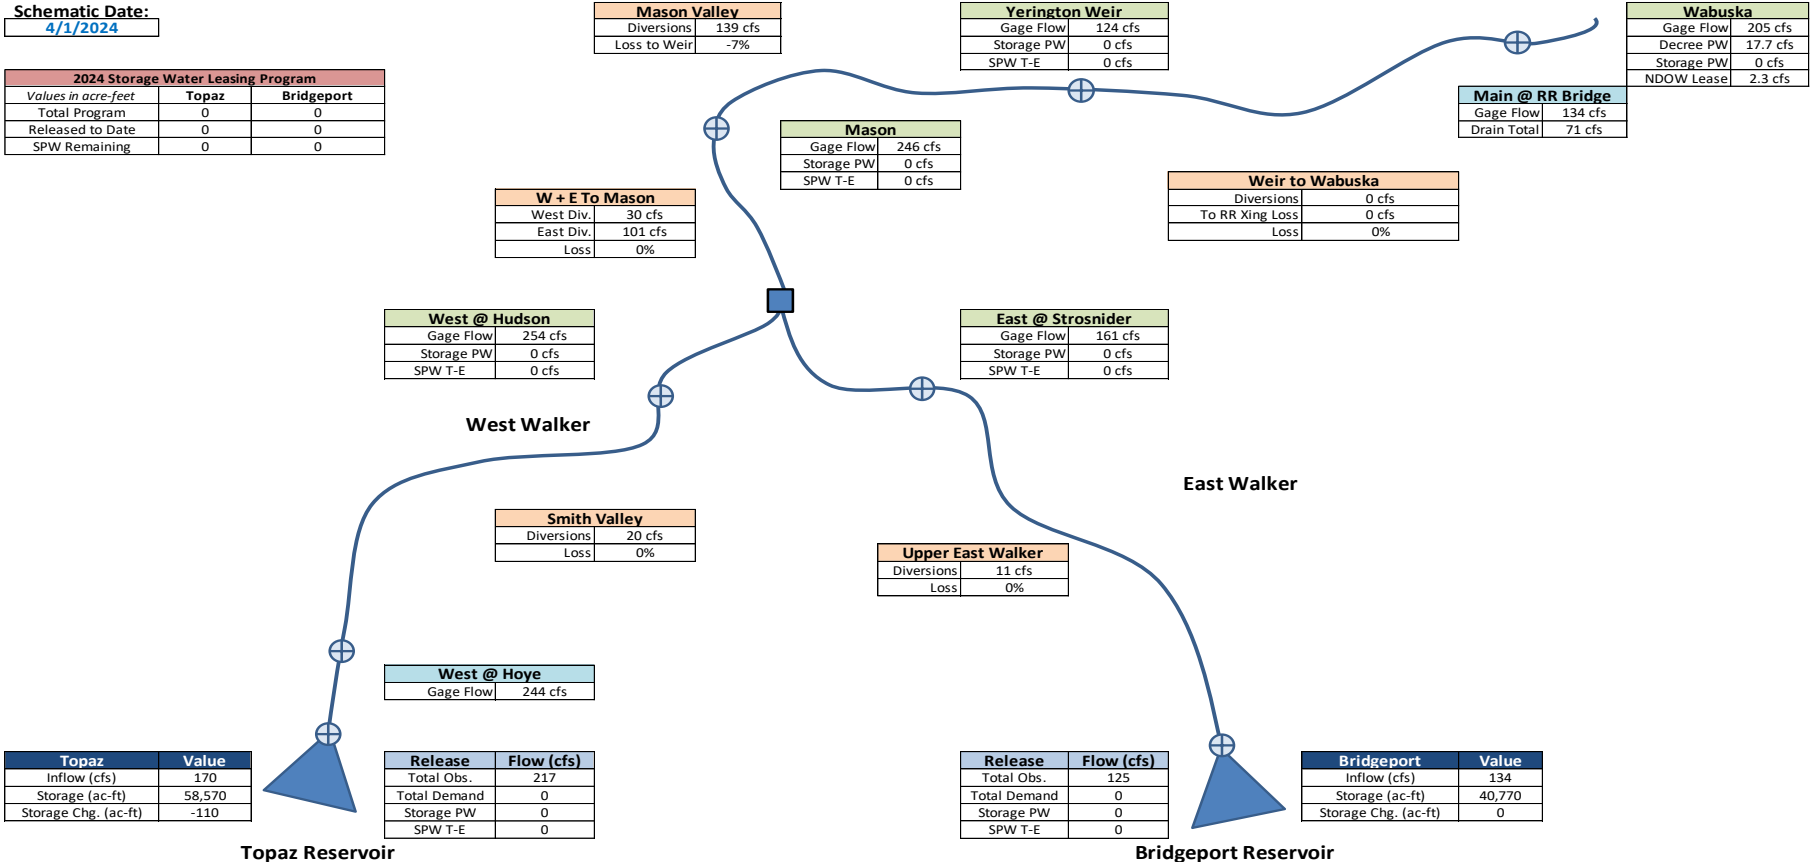 Schematic Date:
4/1/2024
2024 Storage Water Leasing Program
Values in acre-feet Topaz Bridgeport
Total Program 0 0
Released to Date 0 0
SPW Remaining 0 0
Mason Valley
Diversions 139 cfs
Loss to Weir -7%
Yerington Weir
Gage Flow 124 cfs
Storage PW 0 cfs
SPW T-E 0 cfs
Wabuska
Gage Flow 205 cfs
Decree PW 17.7 cfs
Storage PW 0 cfs
NDOW Lease 2.3 cfs
Main @ RR Bridge
Gage Flow 134 cfs
Drain Total 71 cfs
Mason
Gage Flow 246 cfs
Storage PW 0 cfs
SPW T-E 0 cfs
Weir to Wabuska
Diversions 0 cfs
To RR Xing Loss 0 cfs
Loss 0%
W + E To Mason
West Div. 30 cfs
East Div. 101 cfs
Loss 0%
West @ Hudson
Gage Flow 254 cfs
Storage PW 0 cfs
SPW T-E 0 cfs
East @ Strosnider
Gage Flow 161 cfs
Storage PW 0 cfs
SPW T-E 0 cfs
West Walker
East Walker
Smith Valley
Diversions 20 cfs
Loss 0%
Upper East Walker
Diversions 11 cfs
Loss 0%
West @ Hoye
Gage Flow 244 cfs
Topaz Value
Inflow (cfs) 170
Storage (ac-ft) 58,570
Storage Chg. (ac-ft) -110
Release Flow (cfs)
Total Obs. 217
Total Demand 0
Storage PW 0
SPW T-E 0
Topaz Reservoir
Release Flow (cfs)
Total Obs. 125
Total Demand 0
Storage PW 0
SPW T-E 0
Bridgeport Value
Inflow (cfs) 134
Storage (ac-ft) 40,770
Storage Chg. (ac-ft) 0
Bridgeport Reservoir